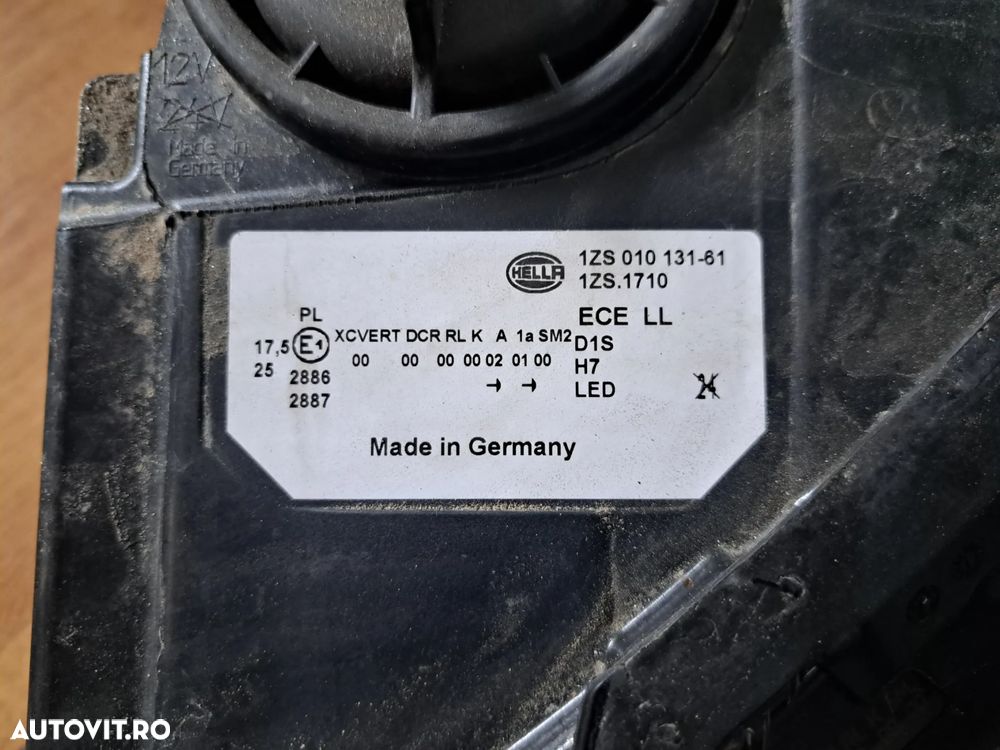 12V
Made in
Germany
HELLA
1ZS 010 131-61
1ZS.1710
ECE LL
PL
XCVERT DCR RL K A 1a SM2
17,5 E1
00 00 00 00 02 01 00
D1S
25 2886
H7
2887
LED
24
Made in Germany
AUTOVIT.RO